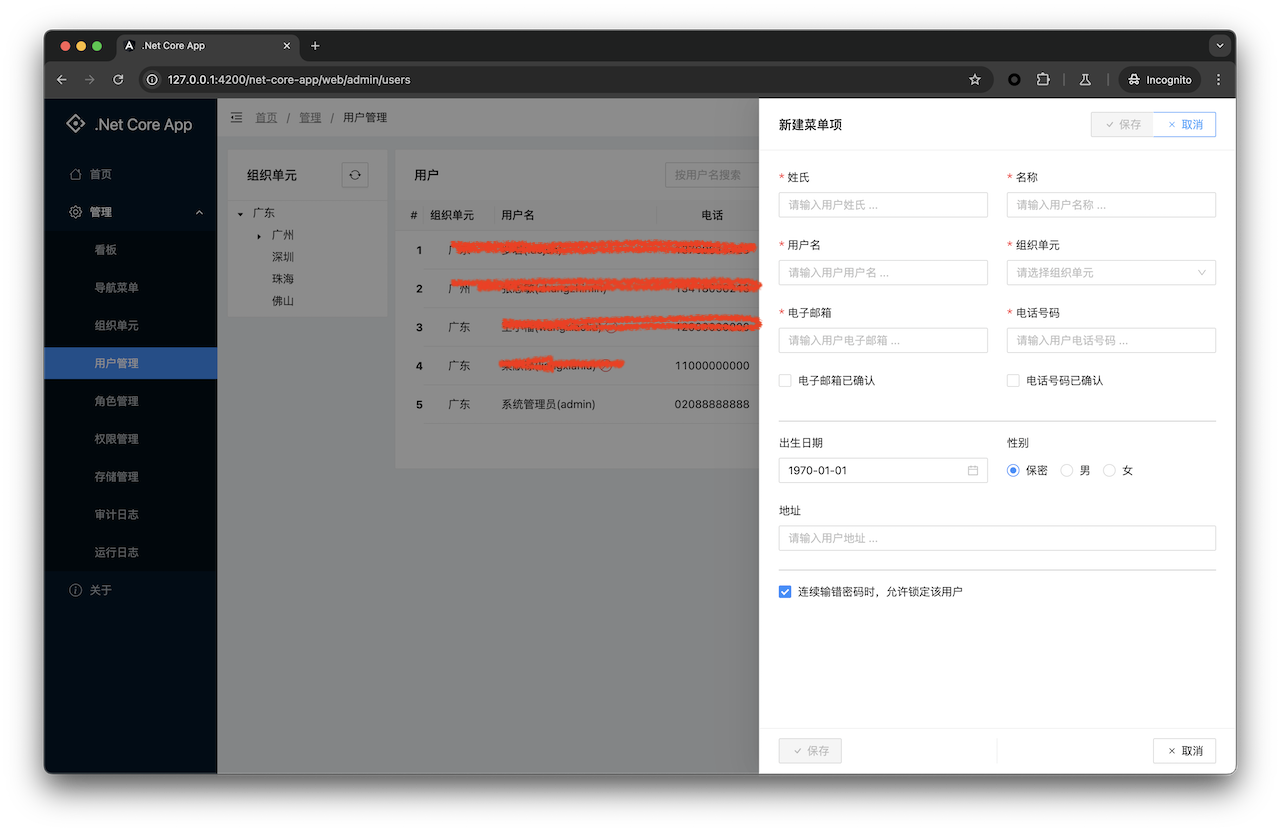 .Net Core App
127.0.0.1:4200/net-core-app/web/admin/users
Incognito
.Net Core App
首页
管理
看板
导航菜单
组织单元
用户管理
角色管理
权限管理
存储管理
审计日志
运行日志
关于
首页 / 管理 / 用户管理
组织单元
广东
广州
深圳
珠海
佛山
用户
按用户名搜索
# 组织单元 用户名 电话
1
2 广州
3 广东
4 广东 11000000000
5 广东 系统管理员(admin) 02088888888
新建菜单项
保存 取消
* 姓氏 * 名称
请输入用户姓氏 ... 请输入用户名称 ...
* 用户名 * 组织单元
请输入用户用户名 ... 请选择组织单元
* 电子邮箱 * 电话号码
请输入用户电子邮箱 ... 请输入用户电话号码 ...
电子邮箱已确认 电话号码已确认
出生日期 性别
1970-01-01 保密 男 女
地址
请输入用户地址 ...
连续输错密码时，允许锁定该用户
保存 取消